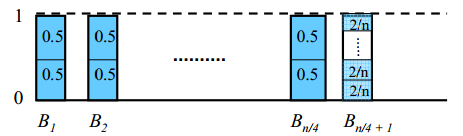 1 0.5 0.5 0.5 2/n
.......... ⋮
0.5 0.5 0.5 2/n
0 2/n
B1 B2 Bn/4 Bn/4 + 1